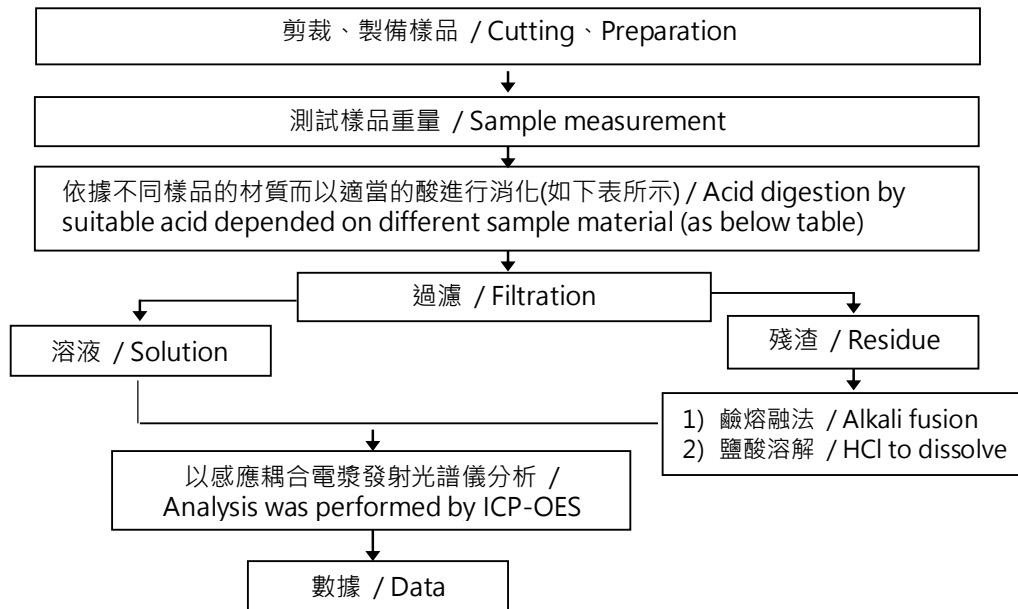 剪裁、製備樣品 / Cutting、Preparation
測試樣品重量 / Sample measurement
依據不同樣品的材質而以適當的酸進行消化(如下表所示) / Acid digestion by
suitable acid depended on different sample material (as below table)
過濾 / Filtration
溶液 / Solution
殘渣 / Residue
1) 鹼熔融法 / Alkali fusion
2) 鹽酸溶解 / HCl to dissolve
以感應耦合電漿發射光譜儀分析 /
Analysis was performed by ICP-OES
數據 / Data